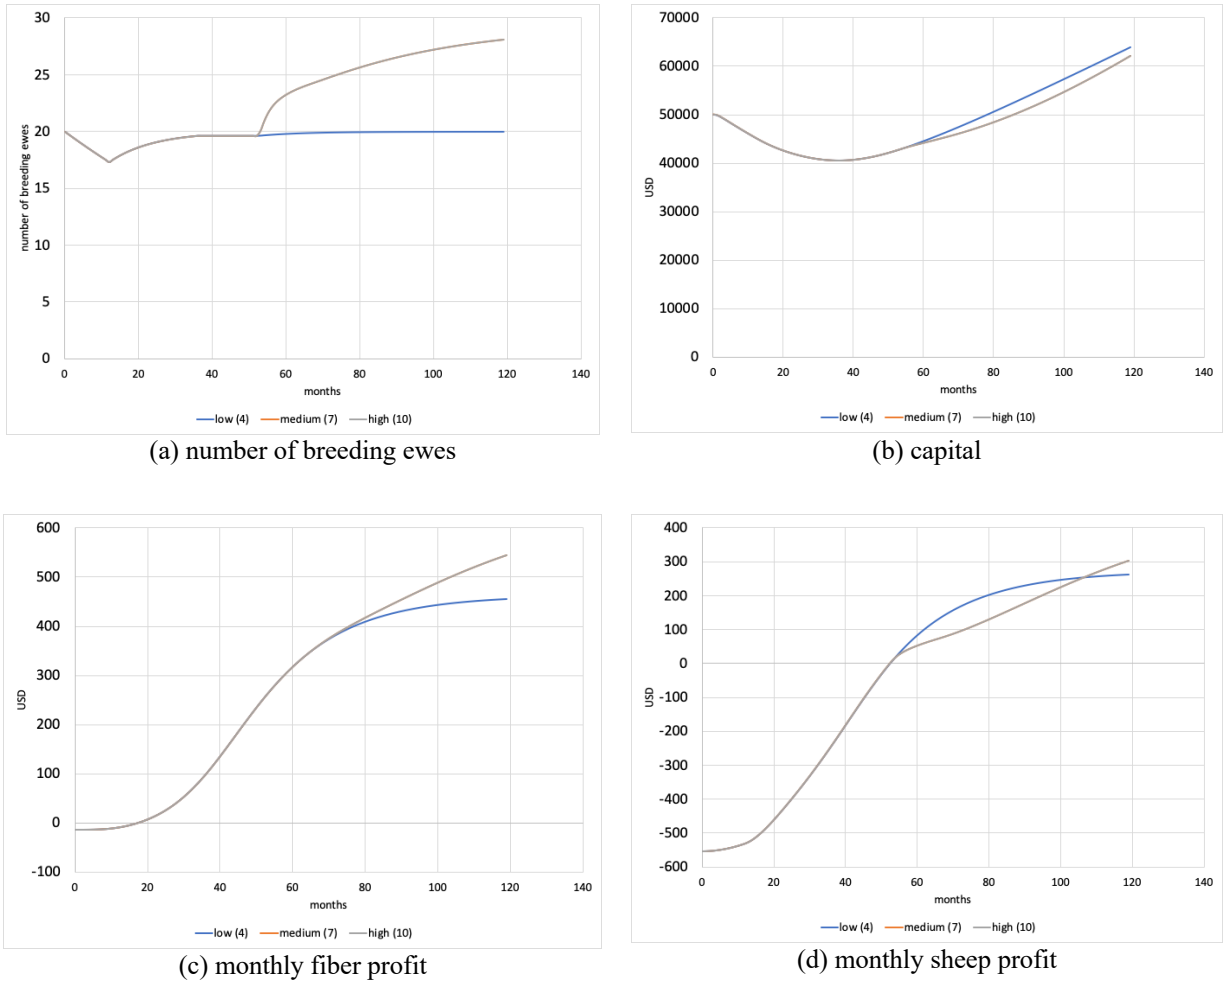 30
25
20
15
10
5
0
number of breeding ewes
0 20 40 60 80 100 120 140
months
low (4) medium (7) high (10)
(a) number of breeding ewes
70000
60000
50000
40000
30000
20000
10000
0
USD
0 20 40 60 80 100 120 140
months
low (4) medium (7) high (10)
(b) capital
600
500
400
300
200
100
0
-100
USD
0 20 40 60 80 100 120 140
months
low (4) medium (7) high (10)
(c) monthly fiber profit
400
300
200
100
0
-100
-200
-300
-400
-500
-600
USD
0 20 40 60 80 100 120 140
months
low (4) medium (7) high (10)
(d) monthly sheep profit